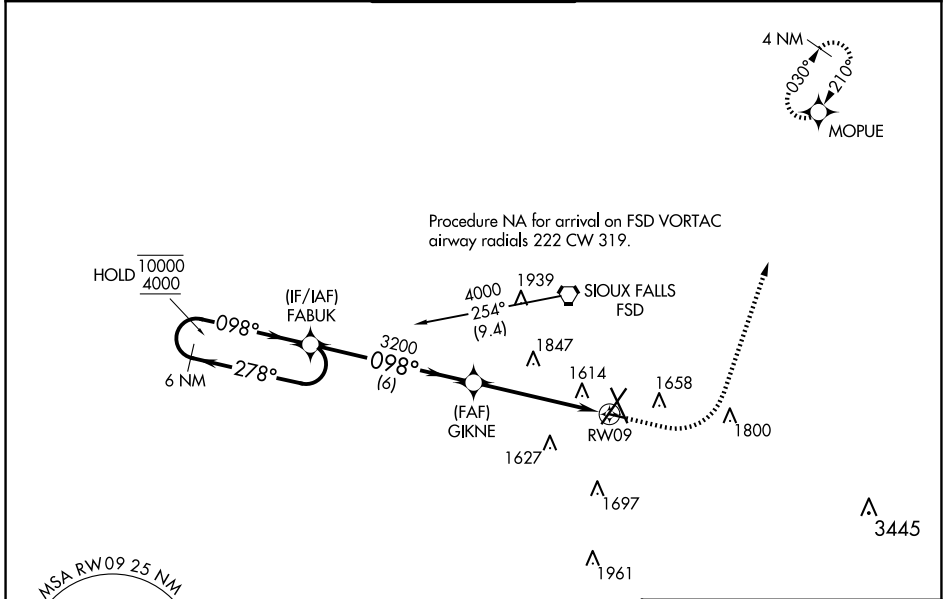 4 NM
030°
210°
MOPUE
Procedure NA for arrival on FSD VORTAC
airway radials 222 CW 319.
HOLD 10000
4000
(IF/IAF)
FABUK
4000
254°
(9.4)
1939
SIOUX FALLS
FSD
098°
278°
6 NM
3200
098°
(6)
1847
1614
1658
(FAF)
GIKNE
RW09
1800
1627
1697
3445
1961
MSA RW09 25 NM